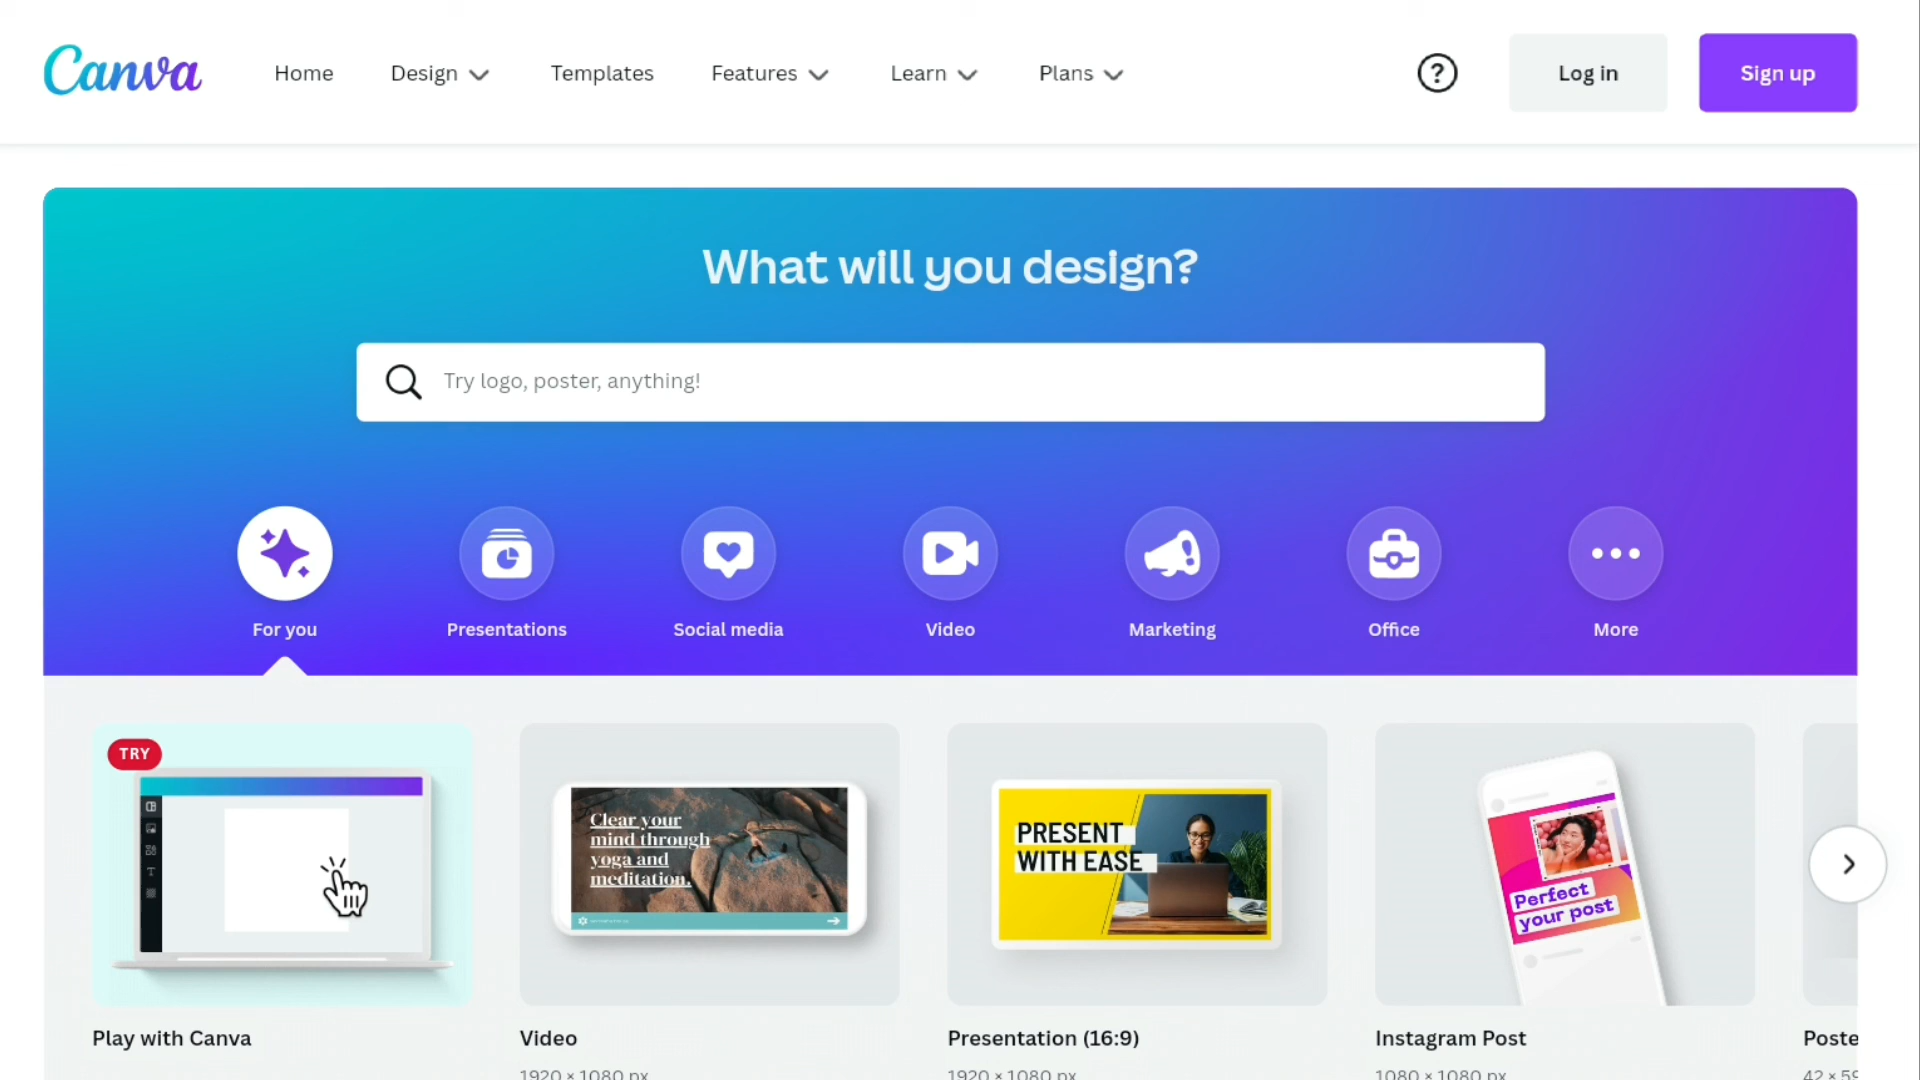 Canva
Home
Design
Templates
Features
Learn
Plans
?
Log in
Sign up
What will you design?
Try logo, poster, anything!
For you
Presentations
Social media
Video
Marketing
Office
More
TRY
Clear your
mind through
yoga and
meditation.
PRESENT
WITH EASE
Perfect
your post
Play with Canva
Video
Presentation (16:9)
Instagram Post
Poste
1920 × 1080 px
1920 × 1080 px
1080 × 1080 px
42 × 59